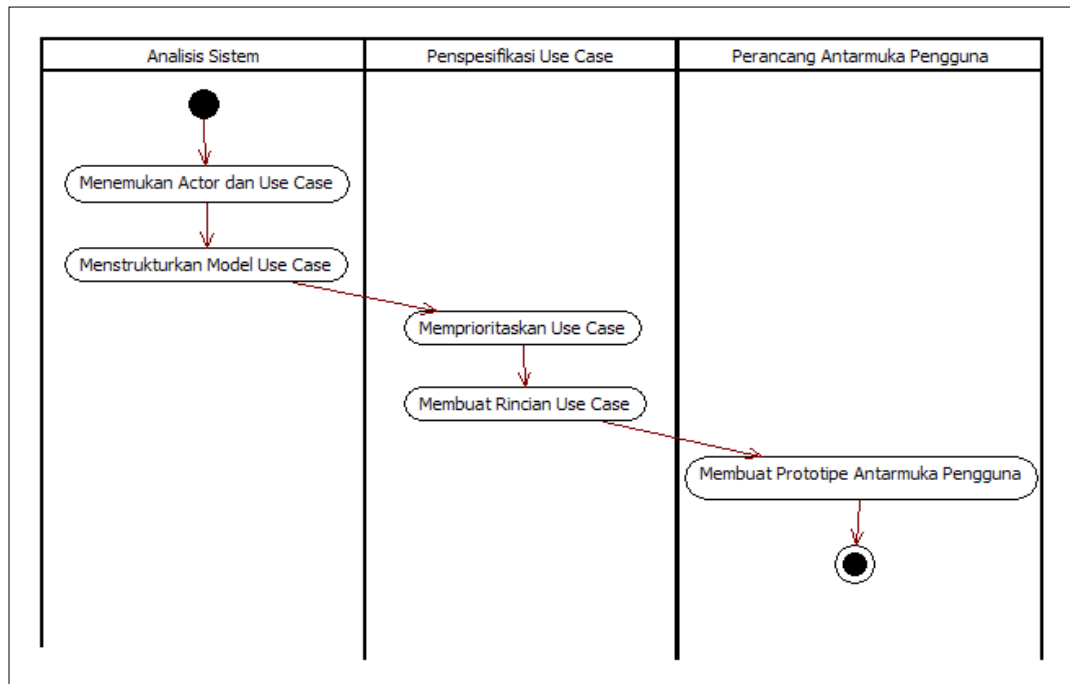 Analisis Sistem
Penspesifikasi Use Case
Perancang Antarmuka Pengguna
Menemukan Actor dan Use Case
Menstrukturkan Model Use Case
Memprioritaskan Use Case
Membuat Rincian Use Case
Membuat Prototipe Antarmuka Pengguna